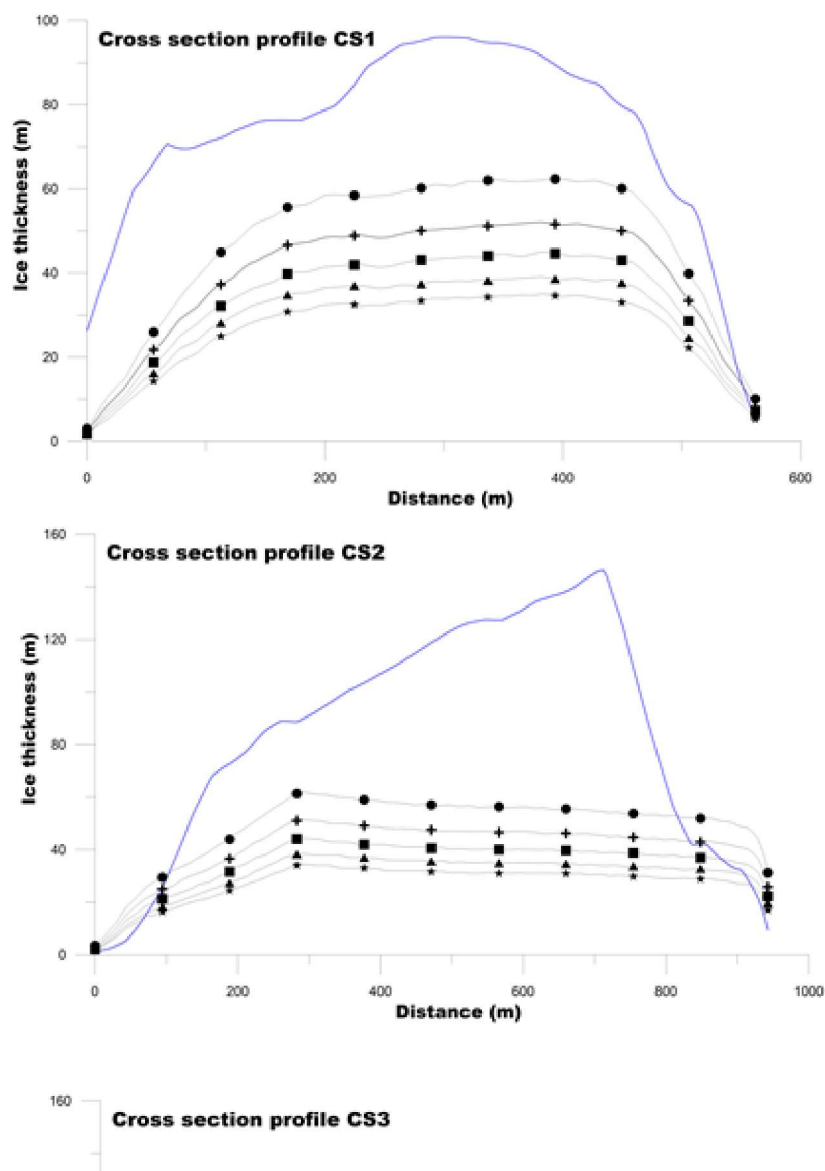 100
Cross section profile CS1
80
60
40
20
0
Ice thickness (m)
0 200 400 600
Distance (m)
160
Cross section profile CS2
120
80
40
0
Ice thickness (m)
0 200 400 600 800 1000
Distance (m)
160
Cross section profile CS3